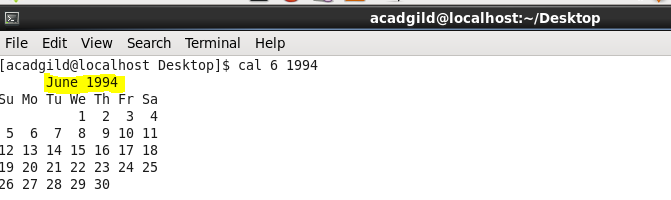 acadgild@localhost:~/Desktop
File Edit View Search Terminal Help
[acadgild@localhost Desktop]$ cal 6 1994
      June 1994
Su Mo Tu We Th Fr Sa
          1  2  3  4
 5  6  7  8  9 10 11
12 13 14 15 16 17 18
19 20 21 22 23 24 25
26 27 28 29 30